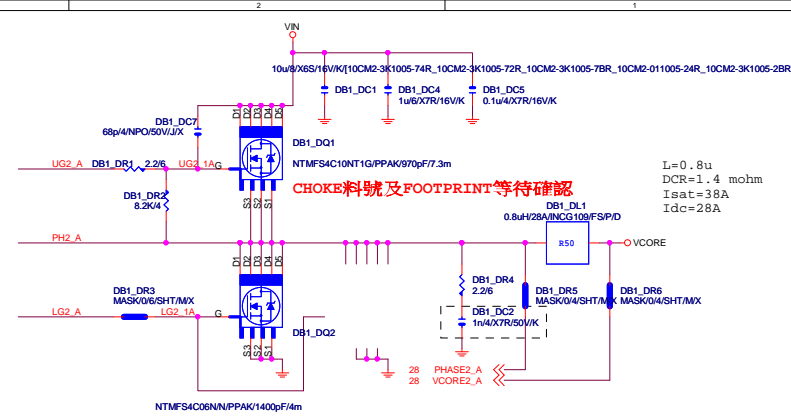 2
1
VIN
10u/8/X6S/16V/K/[10CM2-3K1005-74R_10CM2-3K1005-72R_10CM2-3K1005-7BR_10CM2-011005-24R_10CM2-3K1005-2BR
DB1_DC1
DB1_DC4
1u/6/X7R/16V/K
DB1_DC5
0.1u/4/X7R/16V/K
DB1_DC7
68p/4/NPO/50V/J/X
D1
D2
D3
D4
D5
DB1_DQ1
NTMFS4C10NT1G/PPAK/970pF/7.3m
UG2_A
DB1_DR1
2.2/6
UG2_1A
G
DB1_DR2
8.2K/4
S3
S2
S1
CHOKE料號及FOOTPRINT等待確認
L=0.8u
DCR=1.4 mohm
Isat=38A
Idc=28A
DB1_DL1
0.8uH/28A/INCG109/FS/P/D
R50
VCORE
PH2_A
D1
D2
D3
D4
D5
DB1_DR3
MASK/0/6/SHT/M/X
LG2_A
LG2_1A
G
DB1_DQ2
S3
S2
S1
NTMFS4C06N/N/PPAK/1400pF/4m
DB1_DR4
2.2/6
DB1_DC2
1n/4/X7R/50V/K
DB1_DR5
MASK/0/4/SHT/M/X
DB1_DR6
MASK/0/4/SHT/M/X
28 PHASE2_A
28 VCORE2_A